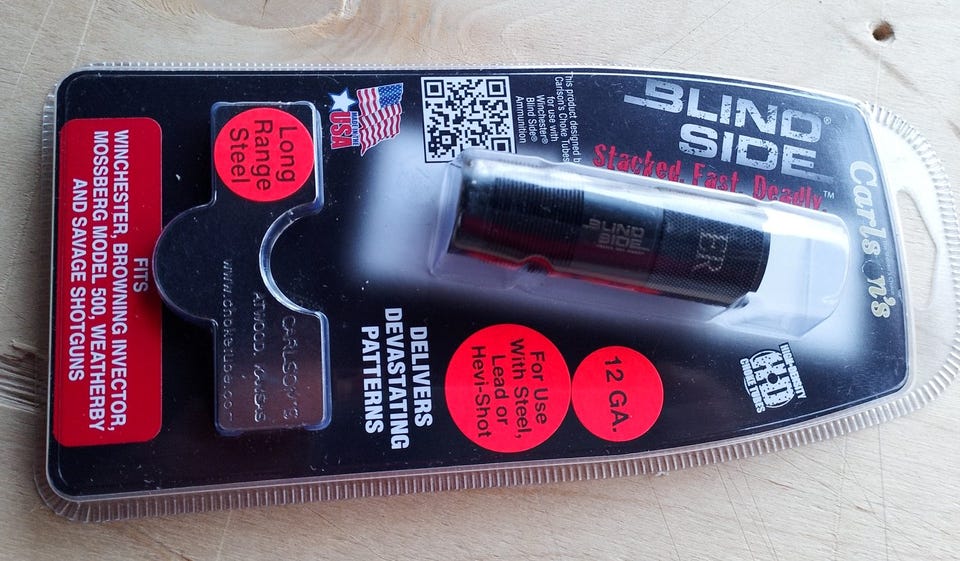 Carlson's
BLIND
SIDE
Stacked. Fast. Deadly.™
This product designed by
Carlson's Choke Tubes
for use with
Winchester®
Blind Side®
Ammunition
MADE IN
USA
BLIND
SIDE
ER
HIGH-DENSITY
HD
CHOKE TUBES
12 GA.
For Use
With Steel,
Lead or
Hevi-Shot
DELIVERS
DEVASTATING
PATTERNS
Long
Range
Steel
CARLSON'S
ATWOOD, KANSAS
www.choketube.com
FITS
WINCHESTER, BROWNING INVECTOR,
MOSSBERG MODEL 500, WEATHERBY
AND SAVAGE SHOTGUNS